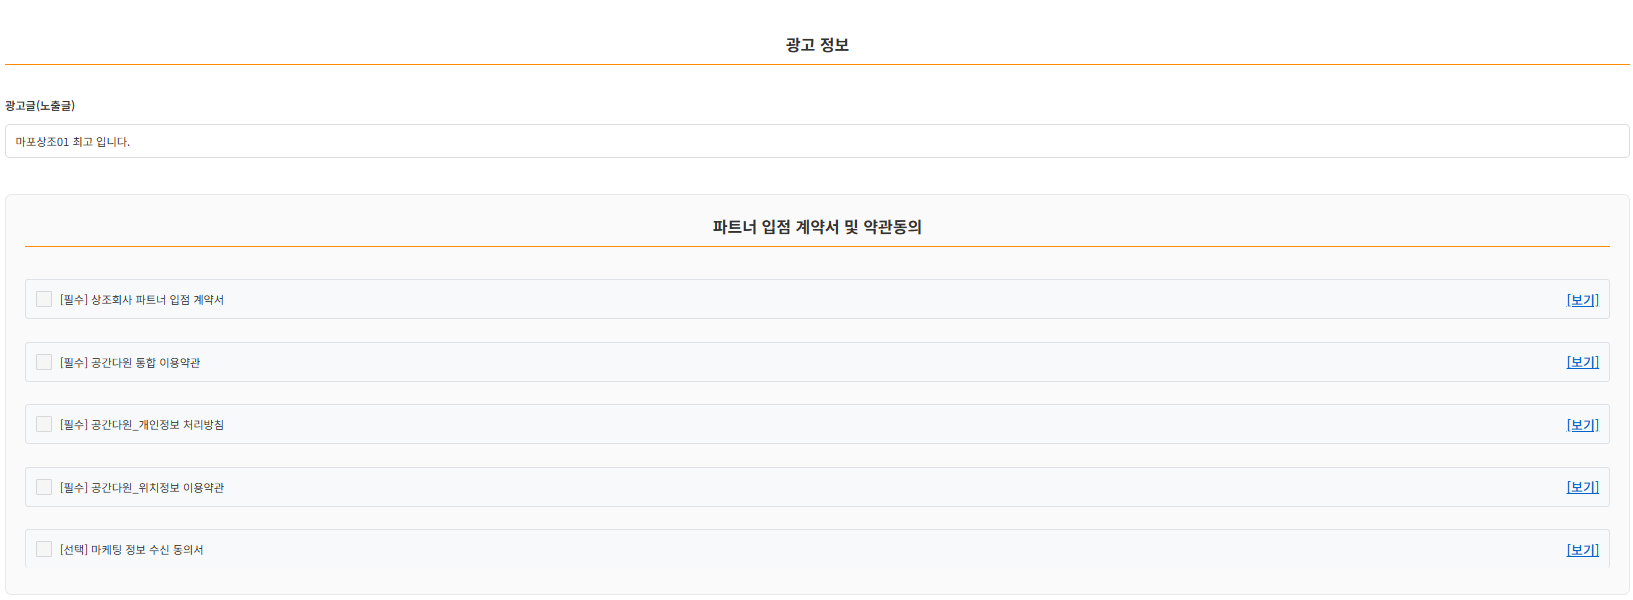 광고 정보
광고글(노출글)
마포상조01 최고 입니다.
파트너 입점 계약서 및 약관동의
[필수] 상조회사 파트너 입점 계약서 [보기]
[필수] 공간다원 통합 이용약관 [보기]
[필수] 공간다원_개인정보 처리방침 [보기]
[필수] 공간다원_위치정보 이용약관 [보기]
[선택] 마케팅 정보 수신 동의서 [보기]